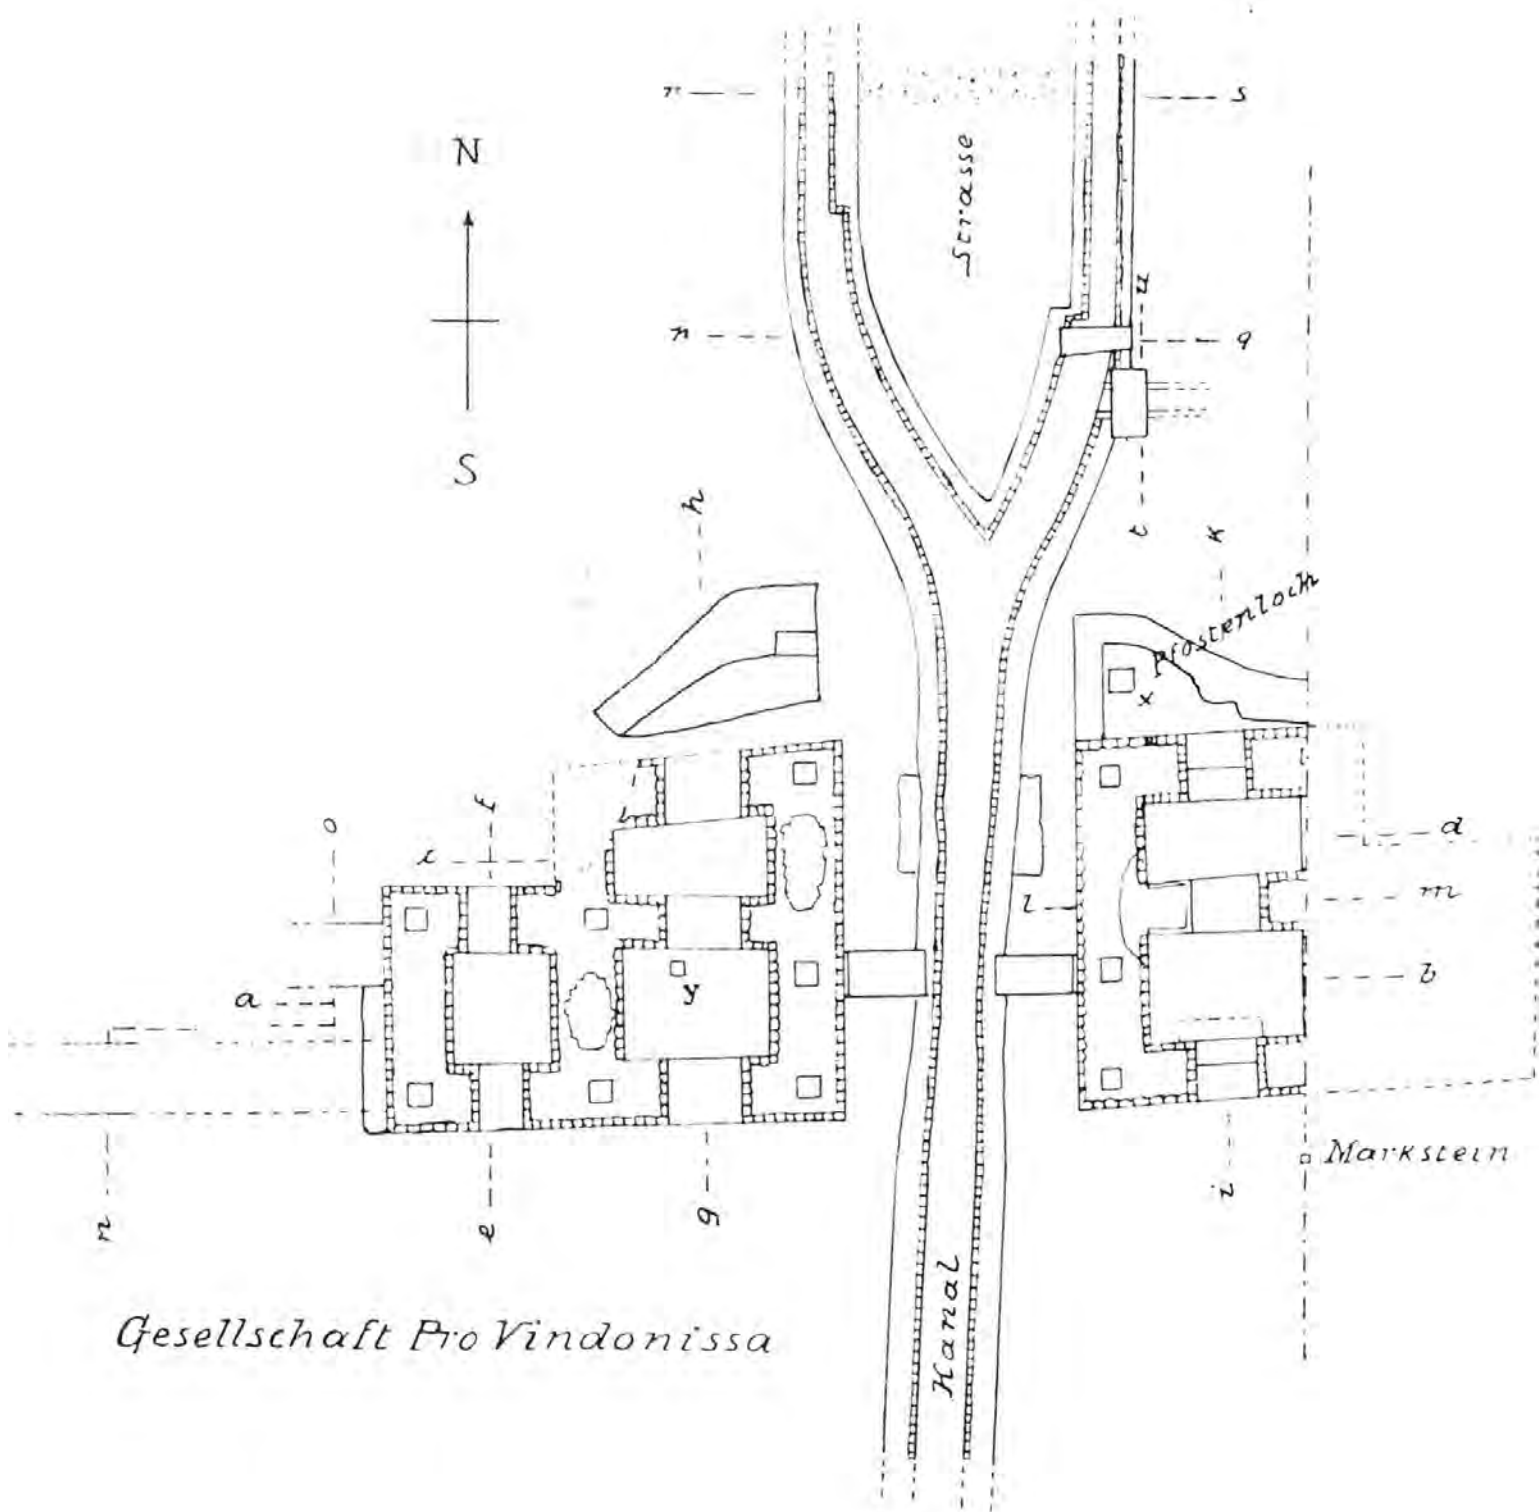 r
s
N
Strasse
u
p
q
S
h
t
K
Pfostenloch
x
o
f
c
d
l
m
a
y
b
Markstein
n
e
g
i
Kanal
Gesellschaft Pro Vindonissa